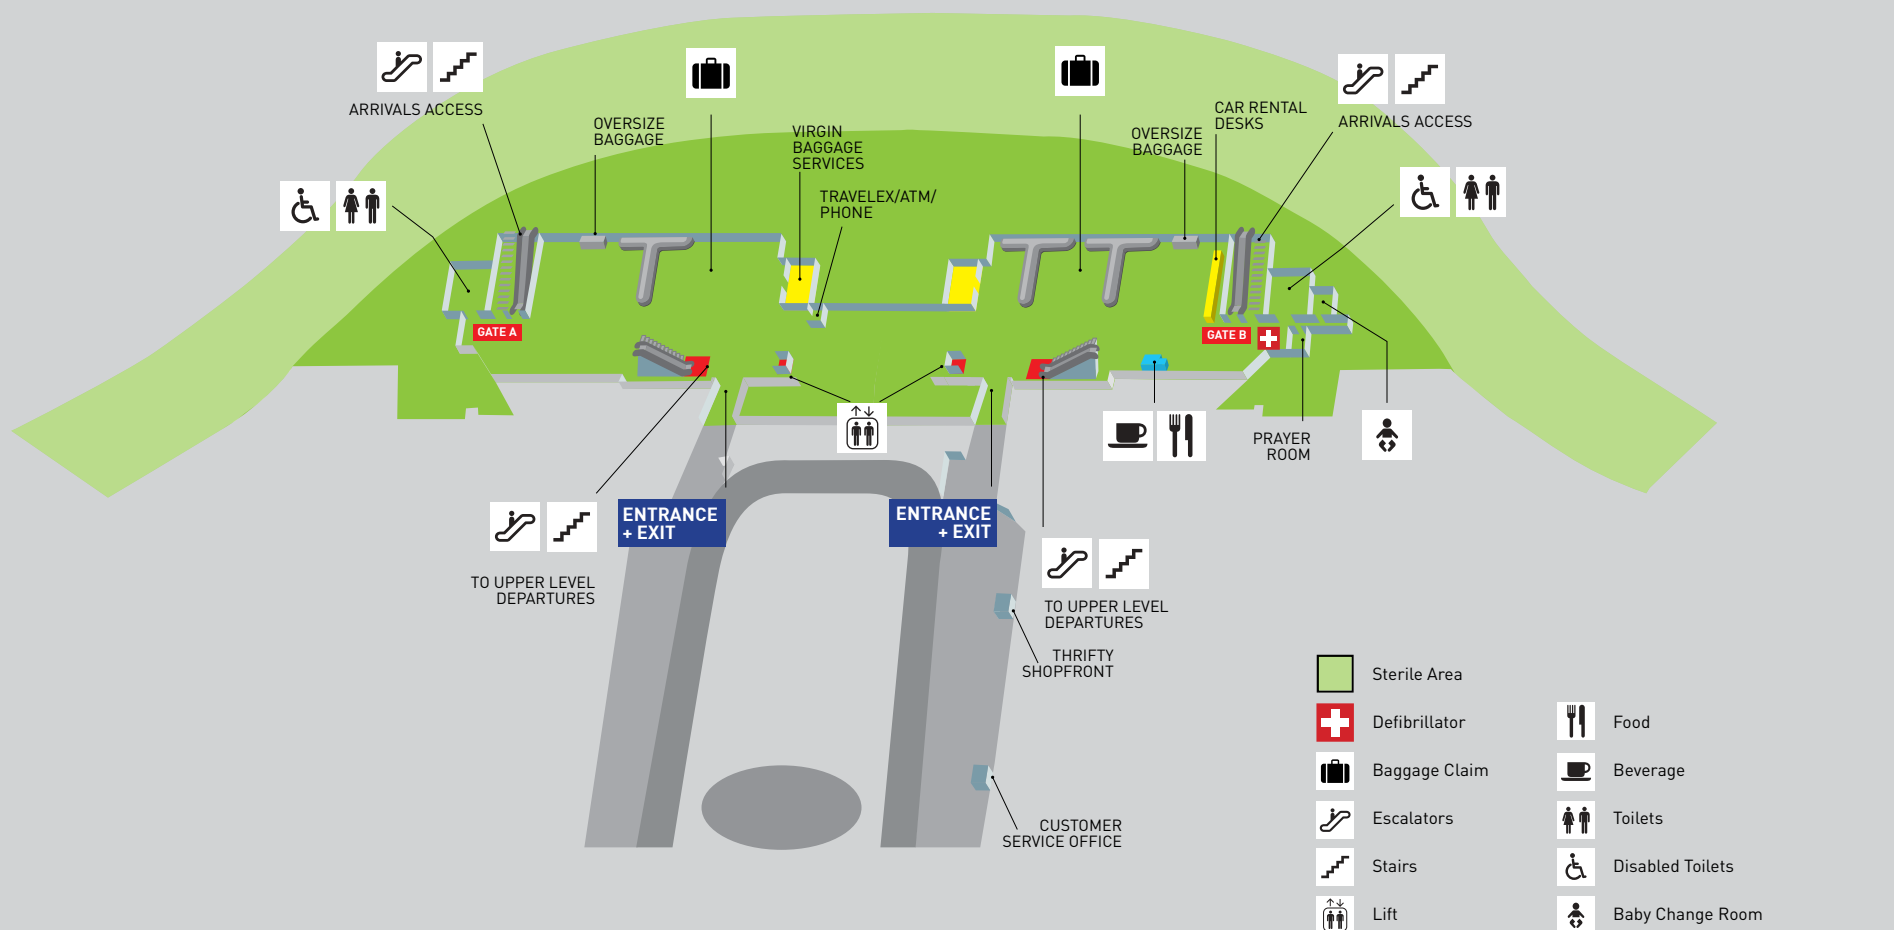 ARRIVALS ACCESS
OVERSIZE
BAGGAGE
VIRGIN
BAGGAGE
SERVICES
TRAVELEX/ATM/
PHONE
OVERSIZE
BAGGAGE
CAR RENTAL
DESKS
ARRIVALS ACCESS
GATE A
GATE B
PRAYER
ROOM
ENTRANCE
+ EXIT
ENTRANCE
+ EXIT
TO UPPER LEVEL
DEPARTURES
TO UPPER LEVEL
DEPARTURES
THRIFTY
SHOPFRONT
CUSTOMER
SERVICE OFFICE
Sterile Area
Defibrillator
Baggage Claim
Escalators
Stairs
Lift
Food
Beverage
Toilets
Disabled Toilets
Baby Change Room